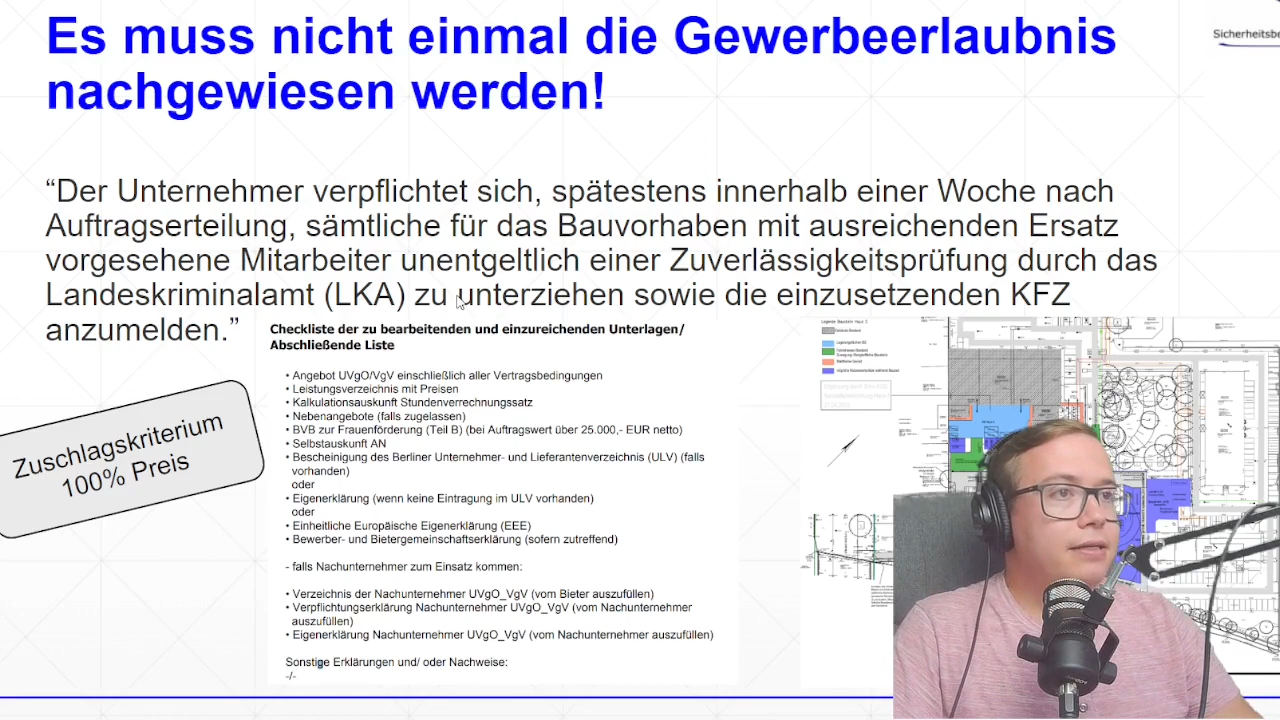 Es muss nicht einmal die Gewerbeerlaubnis
nachgewiesen werden!
Sicherheitsbe
“Der Unternehmer verpflichtet sich, spätestens innerhalb einer Woche nach
Auftragserteilung, sämtliche für das Bauvorhaben mit ausreichenden Ersatz
vorgesehene Mitarbeiter unentgeltlich einer Zuverlässigkeitsprüfung durch das
Landeskriminalamt (LKA) zu unterziehen sowie die einzusetzenden KFZ
anzumelden.”
Zuschlagskriterium
100% Preis
Checkliste der zu bearbeitenden und einzureichenden Unterlagen/
Abschließende Liste
• Angebot UVgO/VgV einschließlich aller Vertragsbedingungen
• Leistungsverzeichnis mit Preisen
• Kalkulationsauskunft Stundenverrechnungssatz
• Nebenangebote (falls zugelassen)
• BVB zur Frauenförderung (Teil B) (bei Auftragswert über 25.000,- EUR netto)
• Selbstauskunft AN
• Bescheinigung des Berliner Unternehmer- und Lieferantenverzeichnis (ULV) (falls
vorhanden)
oder
• Eigenerklärung (wenn keine Eintragung im ULV vorhanden)
oder
• Einheitliche Europäische Eigenerklärung (EEE)
• Bewerber- und Bietergemeinschaftserklärung (sofern zutreffend)
- falls Nachunternehmer zum Einsatz kommen:
• Verzeichnis der Nachunternehmer UVgO_VgV (vom Bieter auszufüllen)
• Verpflichtungserklärung Nachunternehmer UVgO_VgV (vom Nachunternehmer
auszufüllen)
• Eigenerklärung Nachunternehmer UVgO_VgV (vom Nachunternehmer auszufüllen)
Sonstige Erklärungen und/ oder Nachweise:
-/-